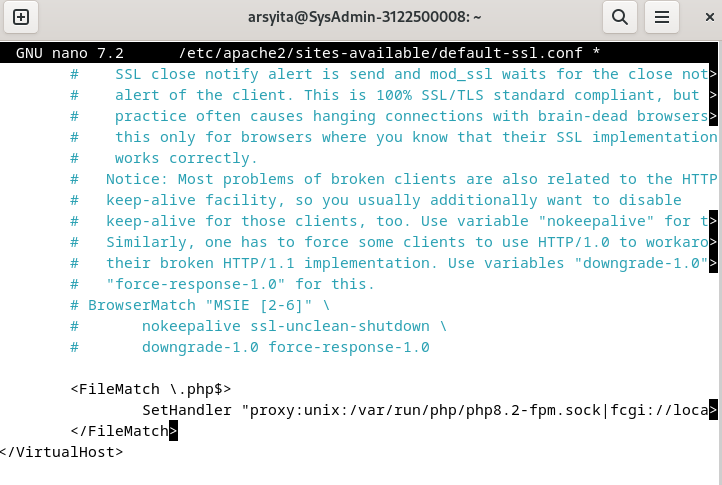 arsyita@SysAdmin-3122500008: ~
GNU nano 7.2 /etc/apache2/sites-available/default-ssl.conf *
# SSL close notify alert is send and mod_ssl waits for the close not>
# alert of the client. This is 100% SSL/TLS standard compliant, but >
# practice often causes hanging connections with brain-dead browsers>
# this only for browsers where you know that their SSL implementation
# works correctly.
# Notice: Most problems of broken clients are also related to the HTTP
# keep-alive facility, so you usually additionally want to disable
# keep-alive for those clients, too. Use variable "nokeepalive" for t>
# Similarly, one has to force some clients to use HTTP/1.0 to workaro>
# their broken HTTP/1.1 implementation. Use variables "downgrade-1.0">
# "force-response-1.0" for this.
# BrowserMatch "MSIE [2-6]" \
# nokeepalive ssl-unclean-shutdown \
# downgrade-1.0 force-response-1.0
<FileMatch \.php$>
SetHandler "proxy:unix:/var/run/php/php8.2-fpm.sock|fcgi://loca>
</FileMatch>
</VirtualHost>